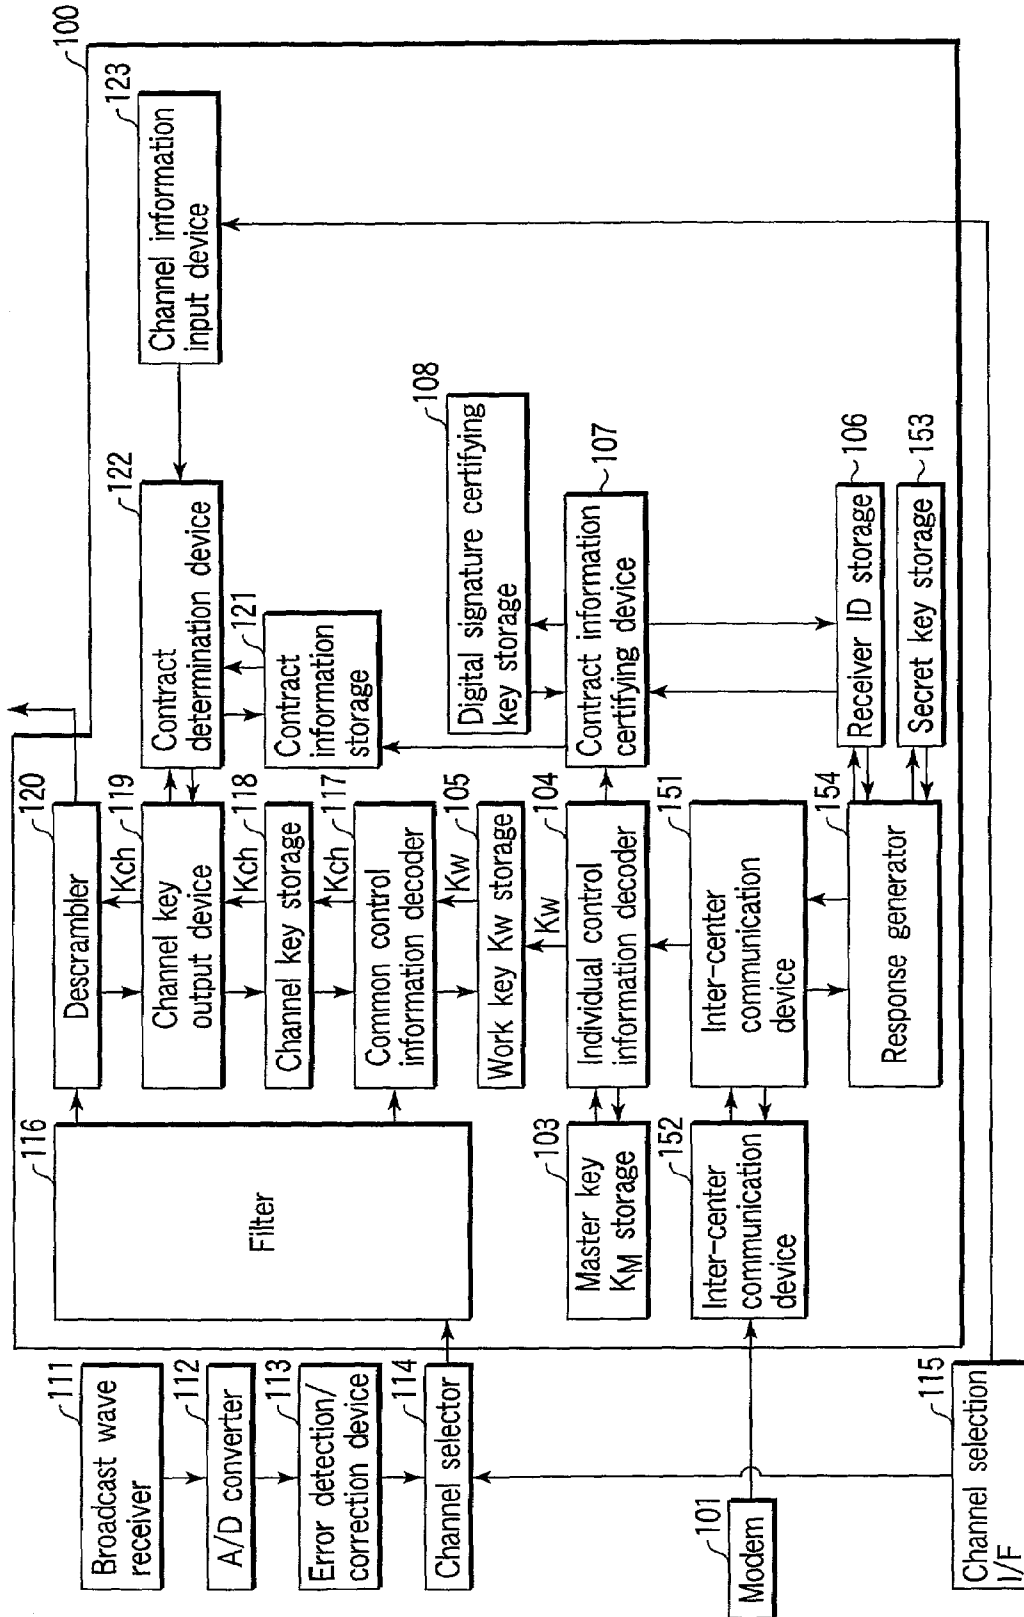 100
Broadcast wave
receiver
111
A/D converter
112
Error detection/
correction device
113
Channel selector
114
Channel selection
I/F
115
Modem
101
Filter
116
Master key
KM storage
103
Inter-center
communication
device
152
Descrambler
120
Kch
Channel key
output device
119
Kch
Channel key storage
118
Kch
Common control
information decoder
117
Kw
Work key Kw storage
105
Kw
Individual control
information decoder
104
Inter-center
communication
device
151
Response generator
154
Contract
determination device
122
Contract
information
storage
121
Digital signature certifying
key storage
108
Contract information
certifying device
107
Receiver ID storage
106
Secret key storage
153
Channel information
input device
123